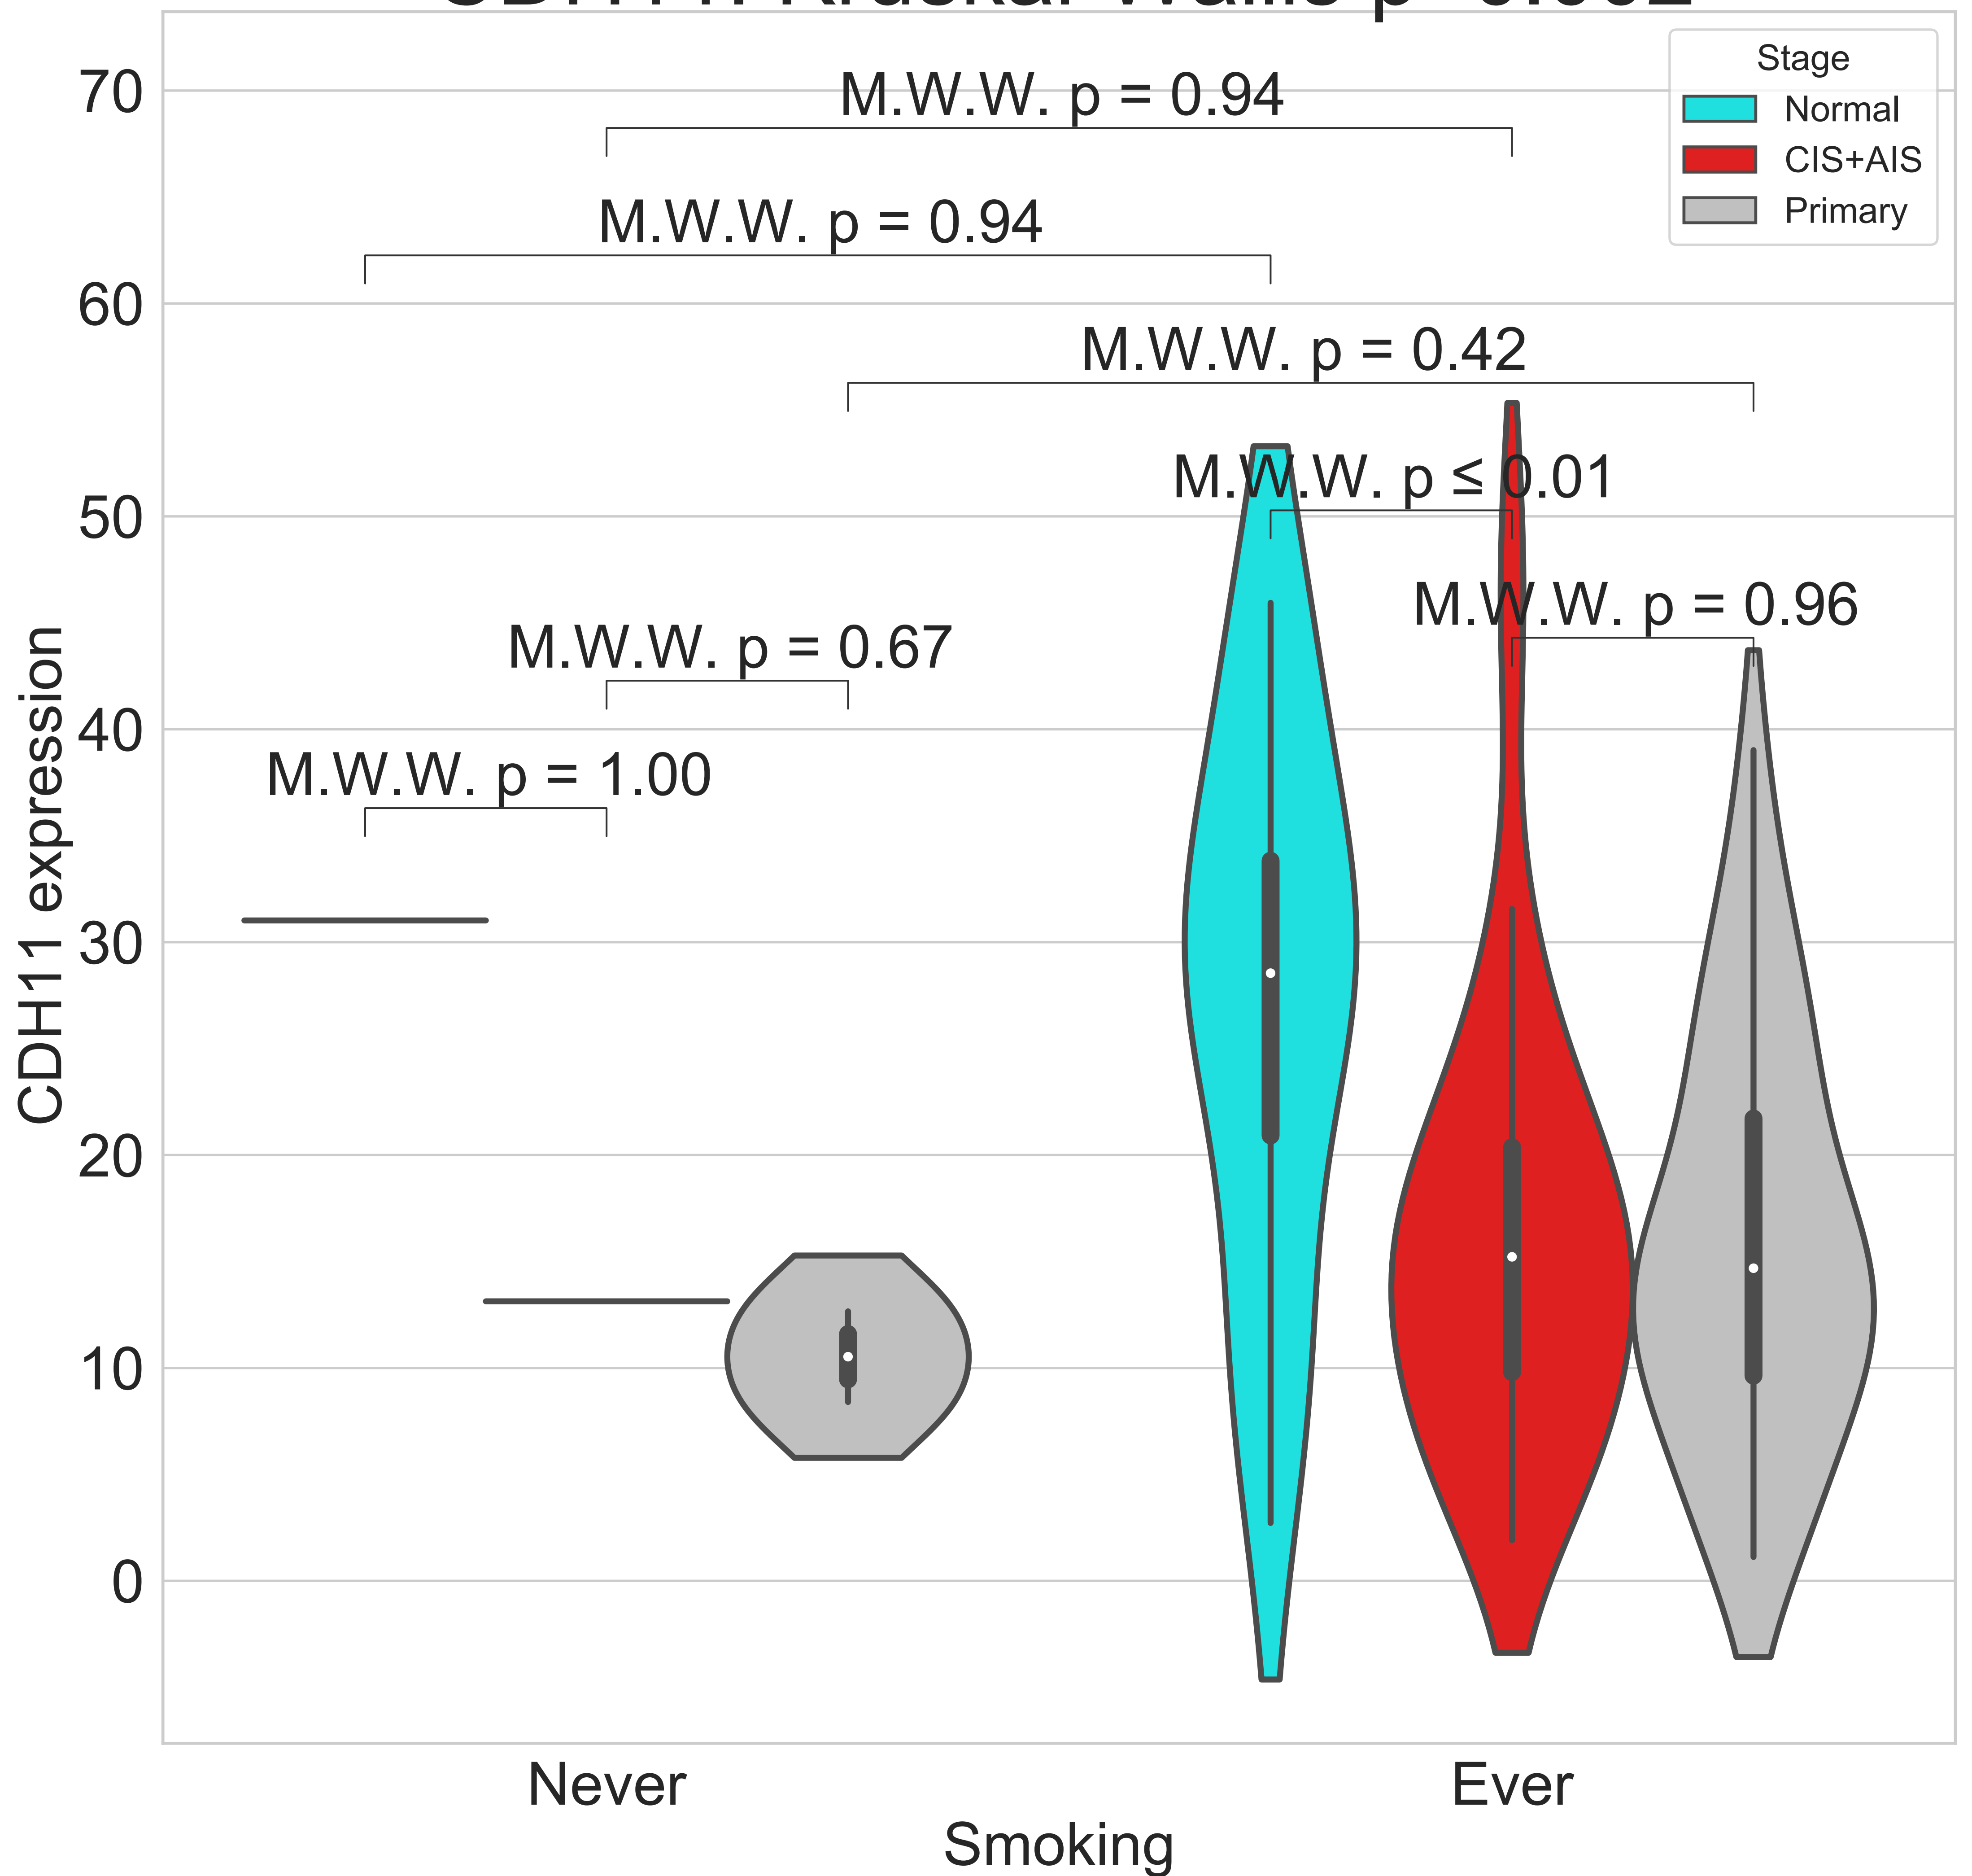 70
60
50
40
30
20
10
0
CDH11 expression
M.W.W. p = 0.94
M.W.W. p = 0.94
M.W.W. p = 0.42
M.W.W. p ≤ 0.01
M.W.W. p = 0.96
M.W.W. p = 0.67
M.W.W. p = 1.00
Stage
Normal
CIS+AIS
Primary
Never
Ever
Smoking